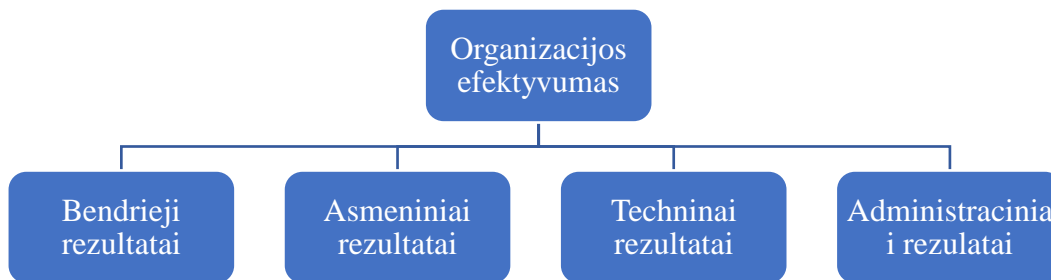 Organizacijos
efektyvumas
Bendrieji
rezultatai
Asmeniniai
rezultatai
Techninai
rezultatai
Administracinia
i rezulatai